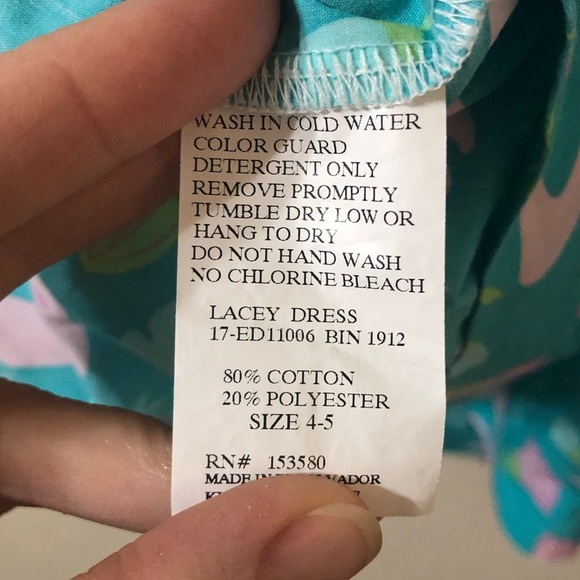 WASH IN COLD WATER
COLOR GUARD
DETERGENT ONLY
REMOVE PROMPTLY
TUMBLE DRY LOW OR
HANG TO DRY
DO NOT HAND WASH
NO CHLORINE BLEACH
LACEY DRESS
17-ED11006 BIN 1912
80% COTTON
20% POLYESTER
SIZE 4-5
RN# 153580
MADE IN